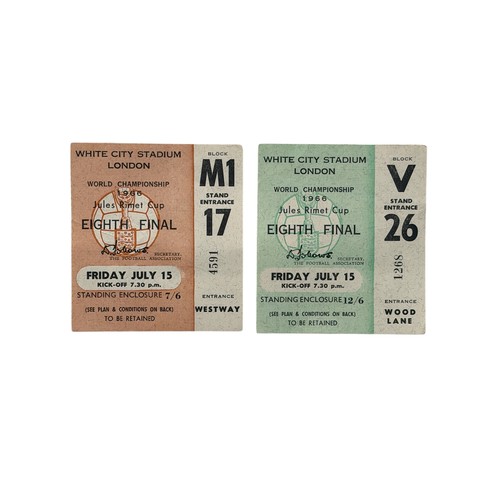 WHITE CITY STADIUM
LONDON
WORLD CHAMPIONSHIP
1966
Jules Rimet Cup
EIGHTH FINAL
SECRETARY,
THE FOOTBALL ASSOCIATION
FRIDAY JULY 15
KICK-OFF 7.30 p.m.
STANDING ENCLOSURE 7/6
(SEE PLAN & CONDITIONS ON BACK)
TO BE RETAINED
BLOCK
M1
STAND
ENTRANCE
17
4591
ENTRANCE
WESTWAY
WHITE CITY STADIUM
LONDON
WORLD CHAMPIONSHIP
1966
Jules Rimet Cup
EIGHTH FINAL
SECRETARY,
THE FOOTBALL ASSOCIATION
FRIDAY JULY 15
KICK-OFF 7.30 p.m.
STANDING ENCLOSURE 12/6
(SEE PLAN & CONDITIONS ON BACK)
TO BE RETAINED
BLOCK
V
STAND
ENTRANCE
26
1268
ENTRANCE
WOOD
LANE